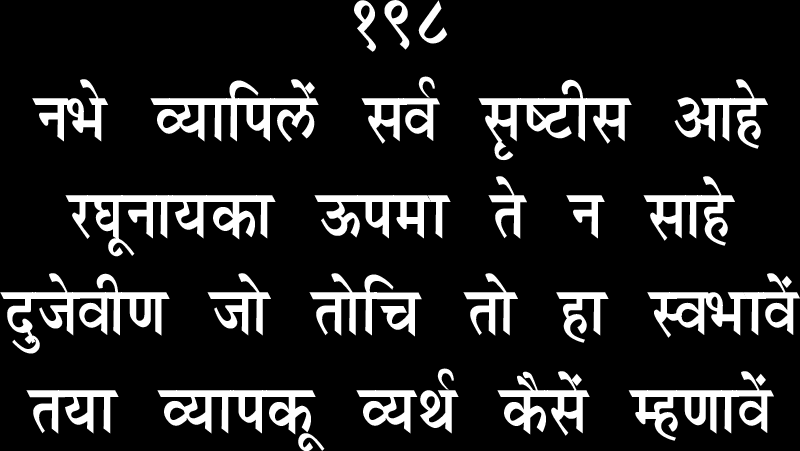 १९८
नभे व्यापिलें सर्व सृष्टीस आहे
रघूनायका ऊपमा ते न साहे
दुजेवीण जो तोचि तो हा स्वभावें
तया व्यापकू व्यर्थ कैसें म्हणावें